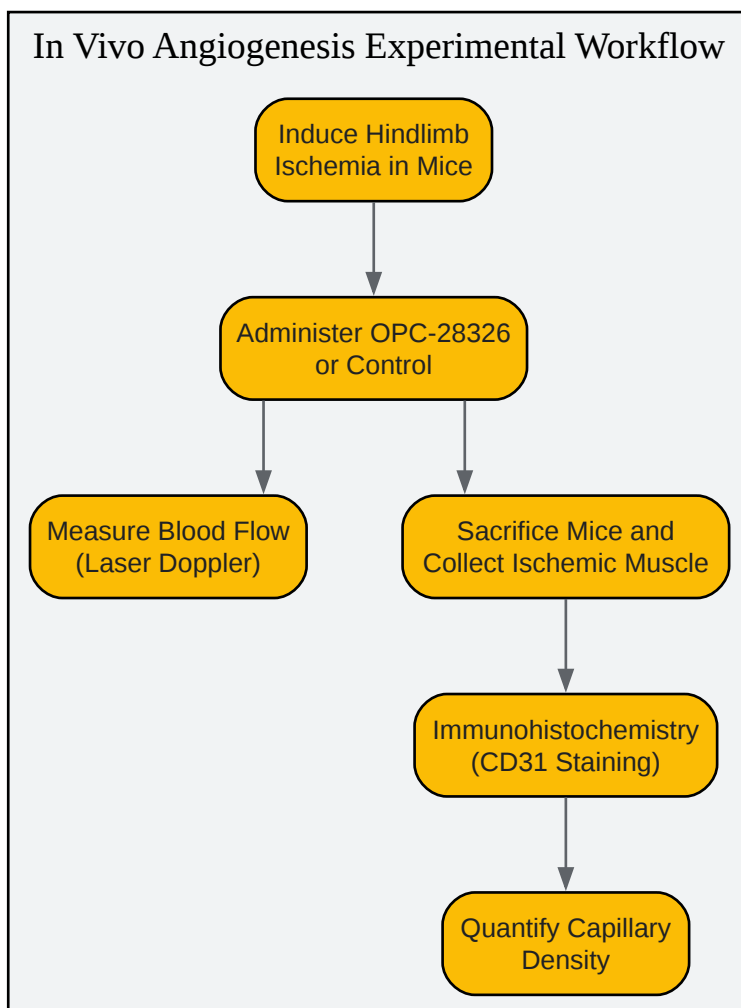 In Vivo Angiogenesis Experimental Workflow
Induce Hindlimb
Ischemia in Mice
Administer OPC-28326
or Control
Measure Blood Flow
(Laser Doppler)
Sacrifice Mice and
Collect Ischemic Muscle
Immunohistochemistry
(CD31 Staining)
Quantify Capillary
Density